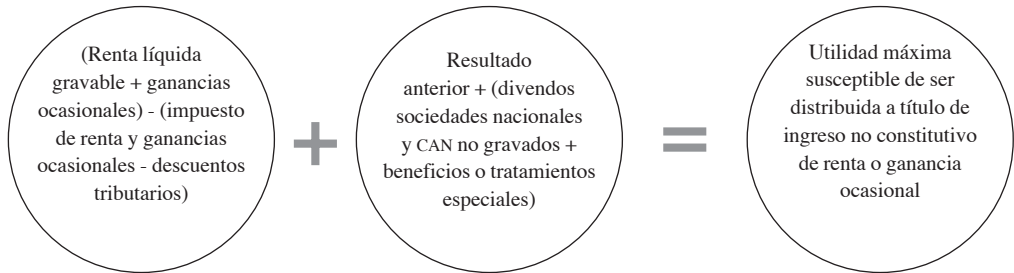 (Renta líquida
gravable + ganancias
ocasionales) - (impuesto
de renta y ganancias
ocasionales - descuentos
tributarios)
+
Resultado
anterior + (divendos
sociedades nacionales
y CAN no gravados +
beneficios o tratamientos
especiales)
=
Utilidad máxima
susceptible de ser
distribuida a título de
ingreso no constitutivo
de renta o ganancia
ocasional